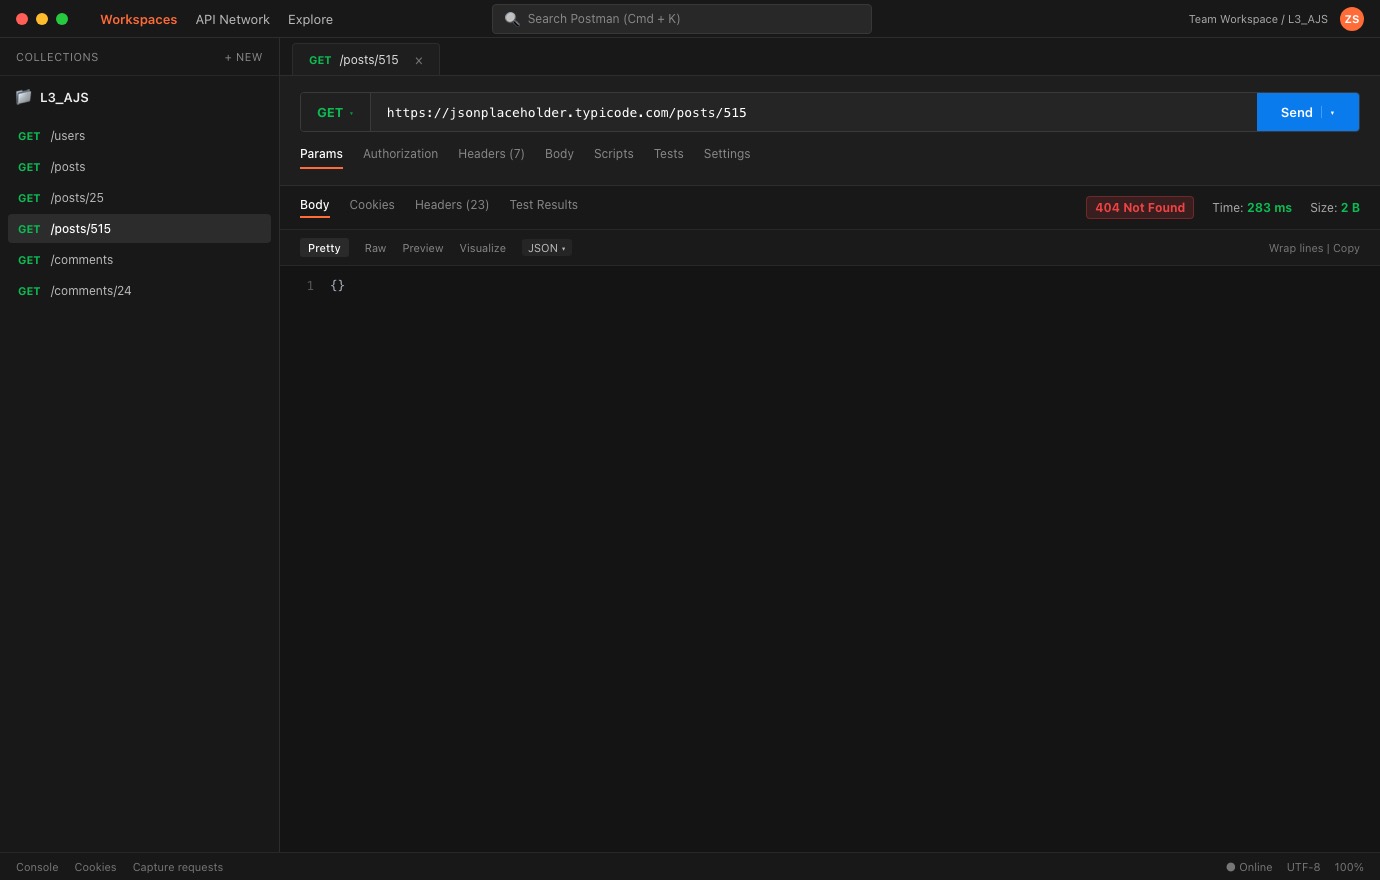 Workspaces API Network Explore Search Postman (Cmd + K) Team Workspace / L3_AJS ZS
COLLECTIONS + NEW
L3_AJS
GET /users
GET /posts
GET /posts/25
GET /posts/515
GET /comments
GET /comments/24
GET /posts/515 ×
GET https://jsonplaceholder.typicode.com/posts/515 Send
Params Authorization Headers (7) Body Scripts Tests Settings
Body Cookies Headers (23) Test Results 404 Not Found Time: 283 ms Size: 2 B
Pretty Raw Preview Visualize JSON Wrap lines | Copy
1 {}
Console Cookies Capture requests Online UTF-8 100%